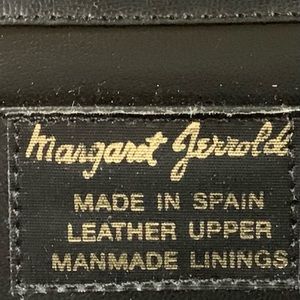 Margaret Jerrold
MADE IN SPAIN
LEATHER UPPER
MANMADE LININGS